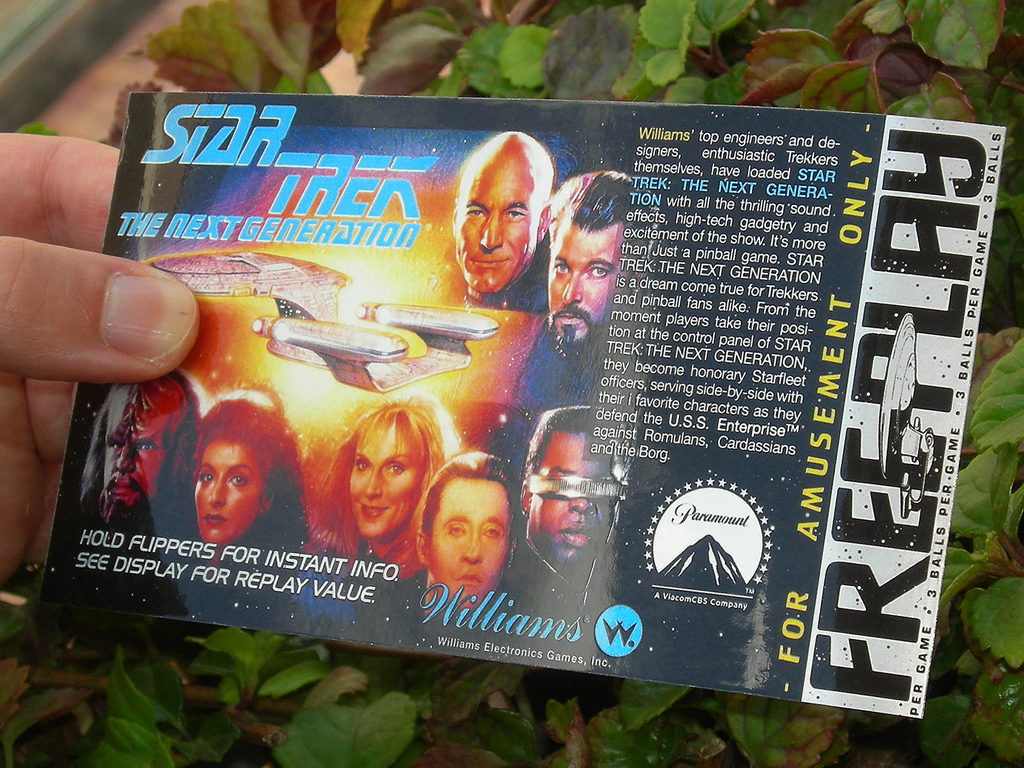 STAR
TREK
THE NEXT GENERATION
Williams' top engineers and de-
signers, enthusiastic Trekkers
themselves, have loaded STAR
TREK: THE NEXT GENERA-
TION with all the thrilling sound
effects, high-tech gadgetry and
excitement of the show. It's more
than Just a pinball game. STAR
TREK: THE NEXT GENERATION
is a dream come true for Trekkers
and pinball fans alike. From the
moment players take their posi-
tion at the control panel of STAR
TREK: THE NEXT GENERATION,
they become honorary Starfleet
officers, serving side-by-side with
their i favorite characters as they
defend the U.S.S. Enterprise™
against Romulans, Cardassians
and the Borg.
HOLD FLIPPERS FOR INSTANT INFO.
SEE DISPLAY FOR REPLAY VALUE.
Williams®
W.
Williams Electronics Games, Inc.
Paramount
TM
A ViacomCBS Company
- FOR AMUSEMENT ONLY -
FREE PLAY
PER GAME · 3 BALLS PER GAME · 3 BALLS PER GAME · 3 BALLS